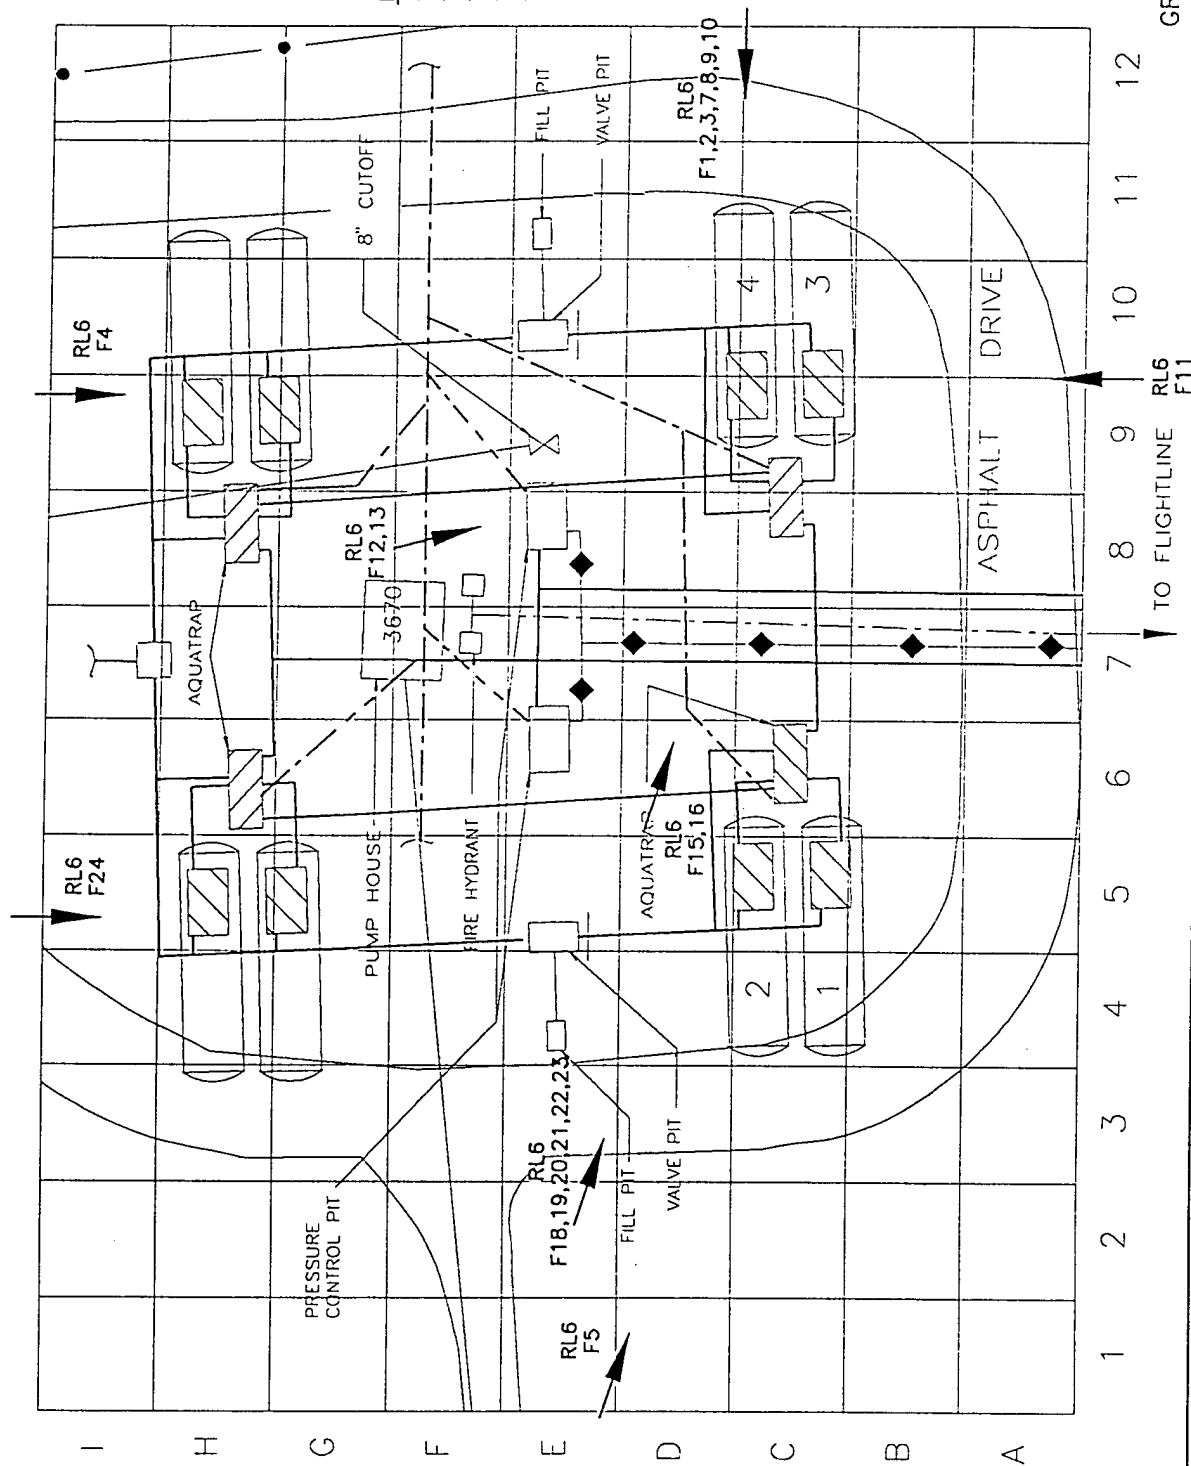 GR
RL6
F4
RL6
F24
AQUATRAP
8" CUTOFF
FILL PIT
VALVE PIT
RL6
F1,2,3,7,8,9,10
RL6
F12,13
3670
PUMP HOUSE
FIRE HYDRANT
AQUATRAP
RL6
F15,16
PRESSURE
CONTROL PIT
RL6
F18,19,20,21,22,23
FILL PIT
VALVE PIT
RL6
F5
4
3
2
1
ASPHALT DRIVE
RL6
F11
TO FLIGHTLINE
I
H
G
F
E
D
C
B
A
1
2
3
4
5
6
7
8
9
10
11
12